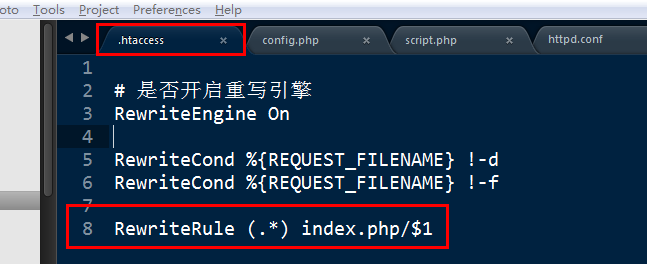 oto Tools Project Preferences Help
.htaccess × config.php × script.php × httpd.conf
1
2 # 是否开启重写引擎
3 RewriteEngine On
4
5 RewriteCond %{REQUEST_FILENAME} !-d
6 RewriteCond %{REQUEST_FILENAME} !-f
7
8 RewriteRule (.*) index.php/$1